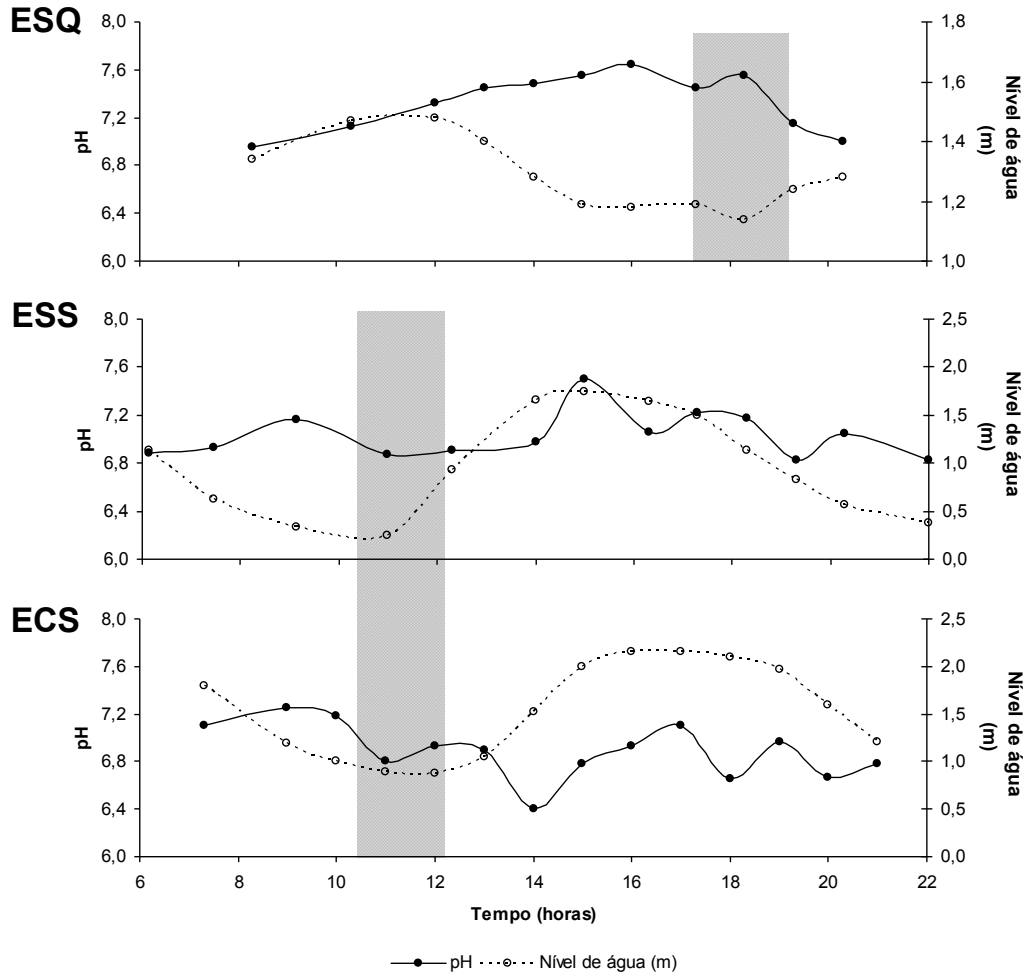 ESQ
8,0
7,6
7,2
6,8
6,4
6,0
pH
1,8
1,6
1,4
1,2
1,0
Nível de água
(m)
ESS
8,0
7,6
7,2
6,8
6,4
6,0
pH
2,5
2,0
1,5
1,0
0,5
0,0
Nível de água
(m)
ECS
8,0
7,6
7,2
6,8
6,4
6,0
pH
2,5
2,0
1,5
1,0
0,5
0,0
Nível de água
(m)
6 8 10 12 14 16 18 20 22
Tempo (horas)
pH Nível de água (m)